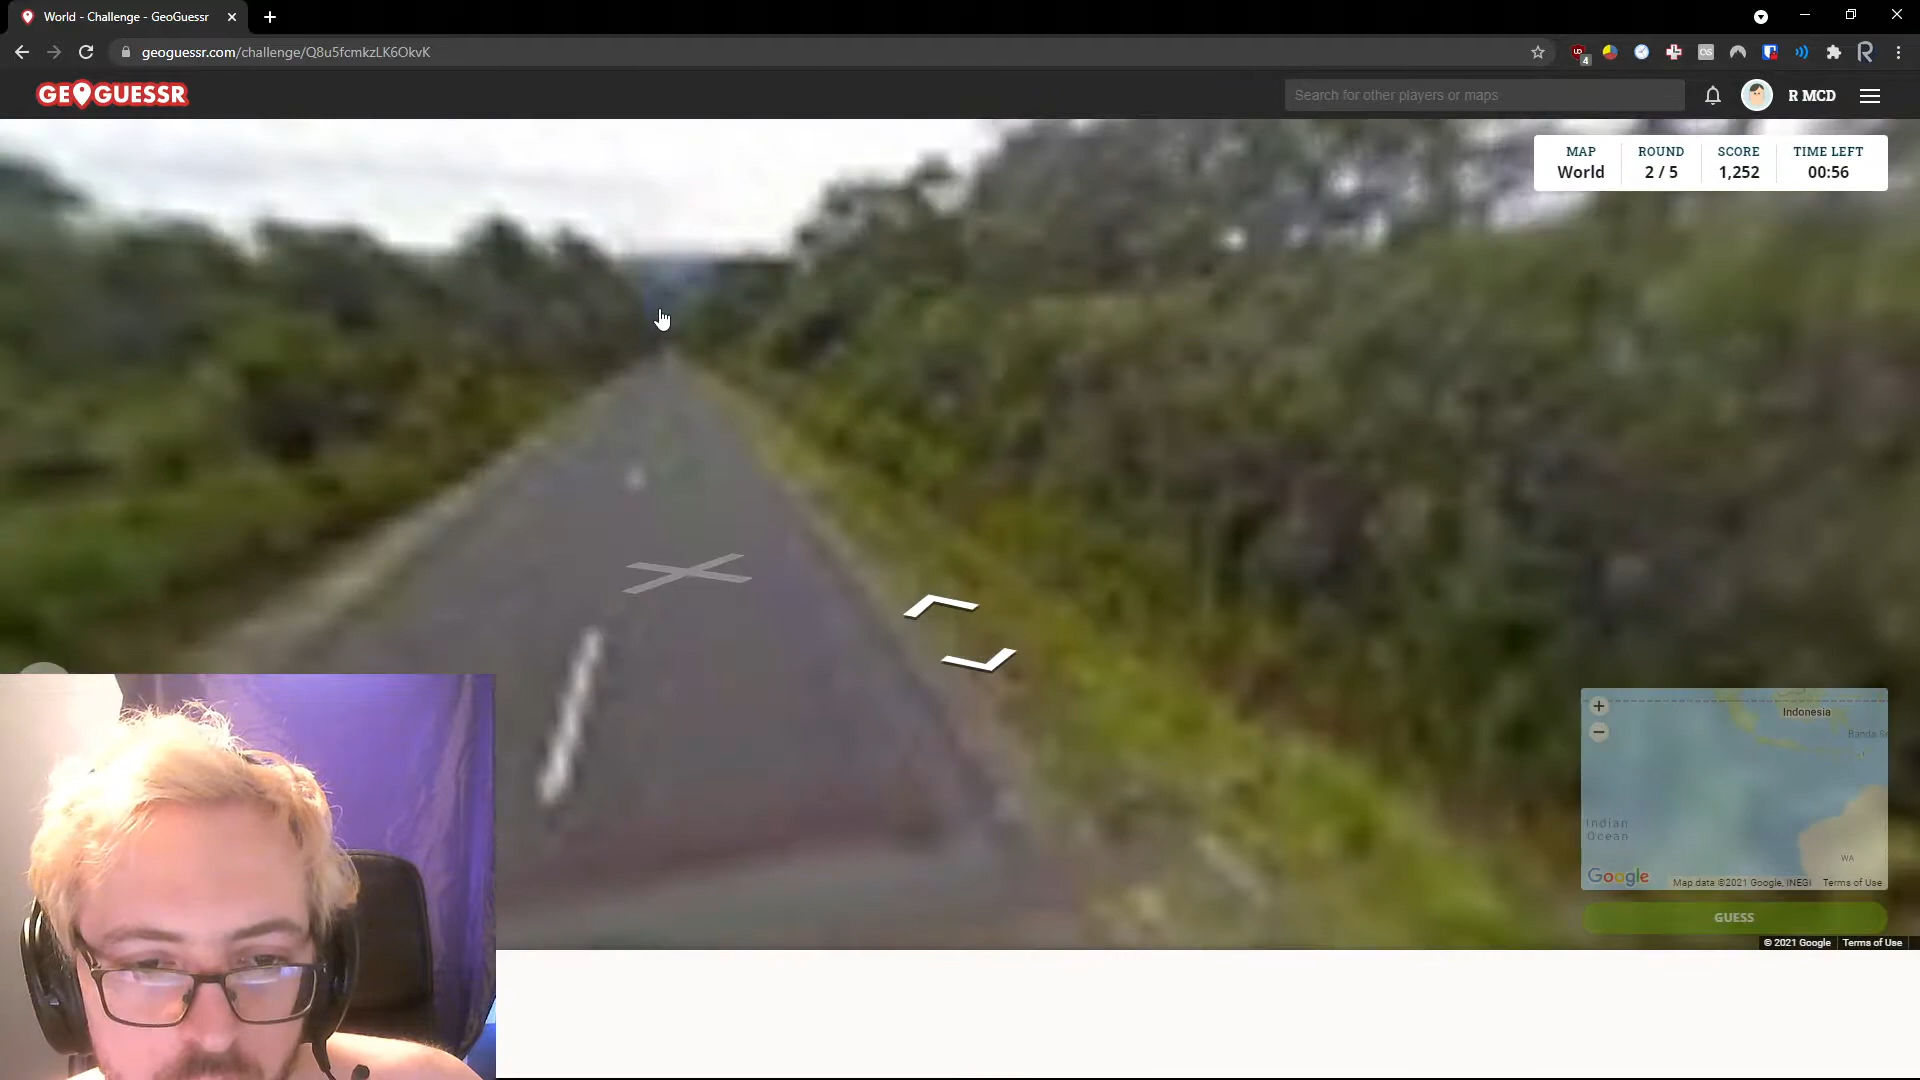 World - Challenge - GeoGuessr
geoguessr.com/challenge/Q8u5fcmkzLK6OkvK
4
GEOGUESSR
Search for other players or maps
R MCD
MAP ROUND SCORE TIME LEFT
World 2 / 5 1,252 00:56
Indonesia
Indian
Ocean
WA
Google
Map data ©2021 Google, INEGI Terms of Use
GUESS
© 2021 Google Terms of Use